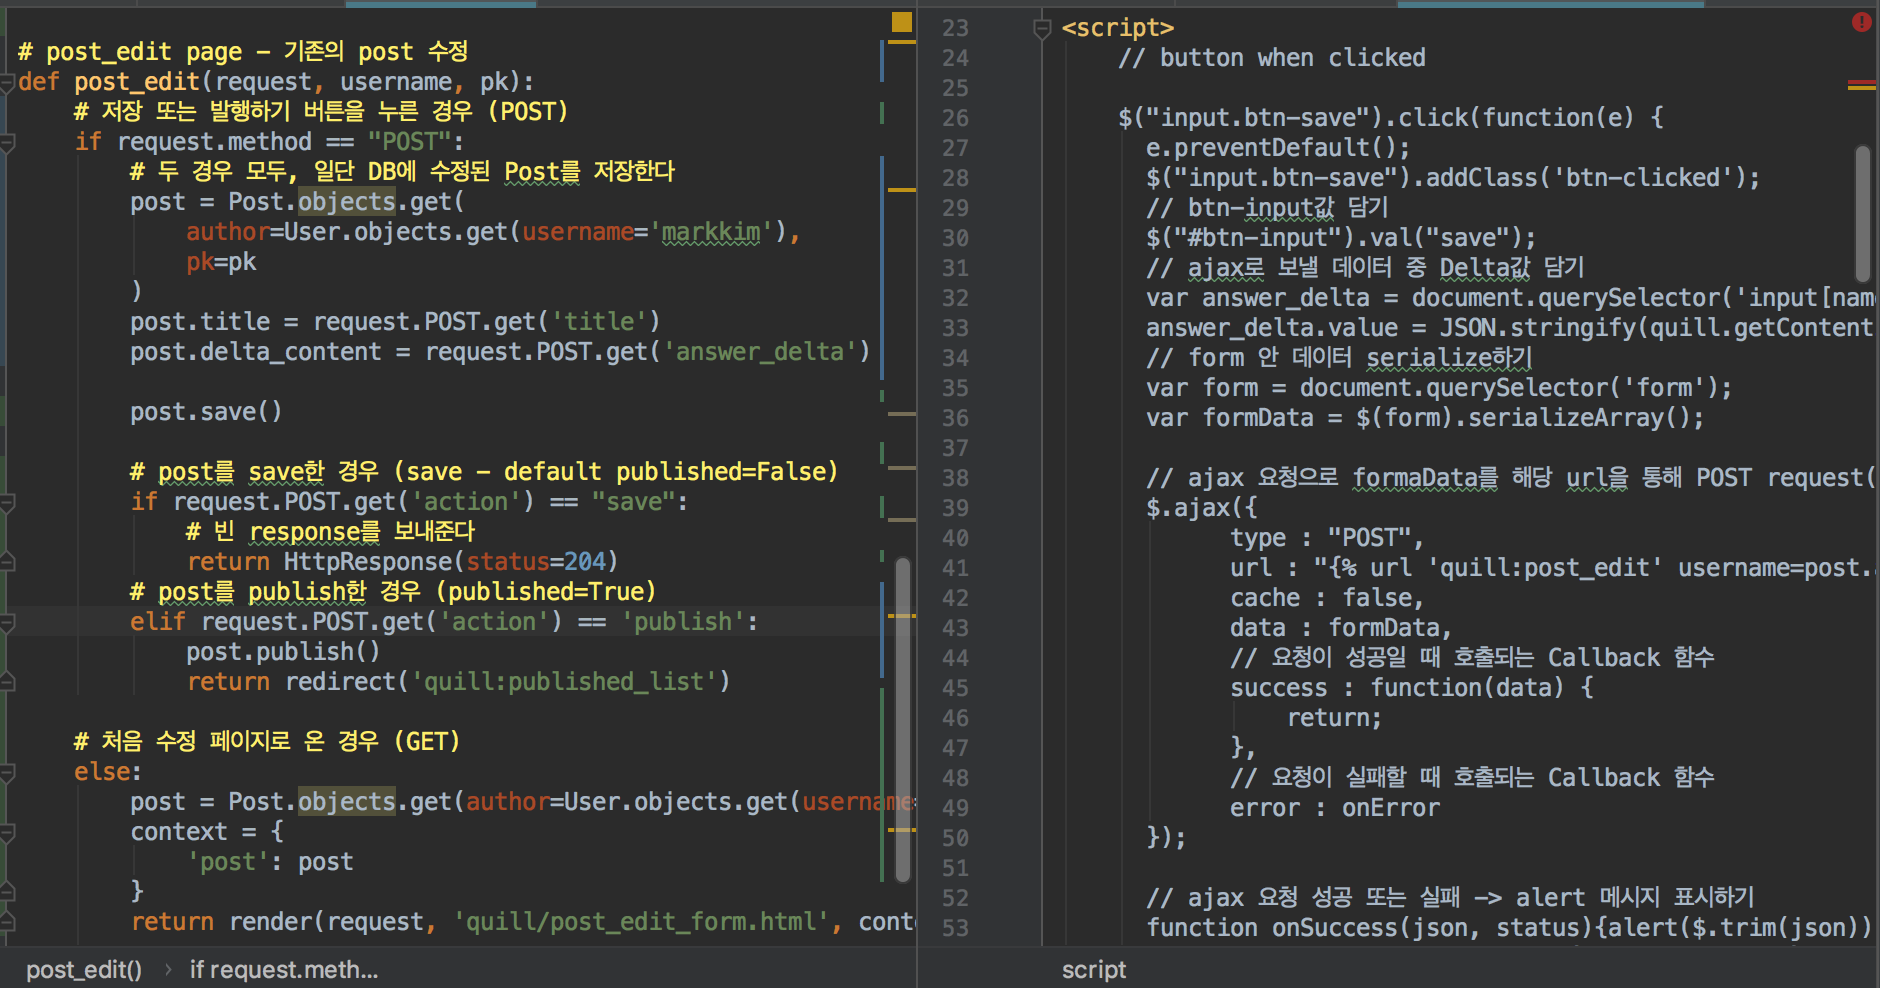 # post_edit page - 기존의 post 수정
def post_edit(request, username, pk):
# 저장 또는 발행하기 버튼을 누른 경우 (POST)
if request.method == "POST":
# 두 경우 모두, 일단 DB에 수정된 Post를 저장한다
post = Post.objects.get(
author=User.objects.get(username='markkim'),
pk=pk
)
post.title = request.POST.get('title')
post.delta_content = request.POST.get('answer_delta')
post.save()
# post를 save한 경우 (save - default published=False)
if request.POST.get('action') == "save":
# 빈 response를 보내준다
return HttpResponse(status=204)
# post를 publish한 경우 (published=True)
elif request.POST.get('action') == 'publish':
post.publish()
return redirect('quill:published_list')
# 처음 수정 페이지로 온 경우 (GET)
else:
post = Post.objects.get(author=User.objects.get(username=
context = {
'post': post
}
return render(request, 'quill/post_edit_form.html', conte
post_edit() › if request.meth...
23 <script>
24 // button when clicked
25
26 $("input.btn-save").click(function(e) {
27 e.preventDefault();
28 $("input.btn-save").addClass('btn-clicked');
29 // btn-input값 담기
30 $("#btn-input").val("save");
31 // ajax로 보낼 데이터 중 Delta값 담기
32 var answer_delta = document.querySelector('input[name
33 answer_delta.value = JSON.stringify(quill.getContent
34 // form 안 데이터 serialize하기
35 var form = document.querySelector('form');
36 var formData = $(form).serializeArray();
37
38 // ajax 요청으로 formaData를 해당 url을 통해 POST request(
39 $.ajax({
40 type : "POST",
41 url : "{% url 'quill:post_edit' username=post.
42 cache : false,
43 data : formData,
44 // 요청이 성공일 때 호출되는 Callback 함수
45 success : function(data) {
46 return;
47 },
48 // 요청이 실패할 때 호출되는 Callback 함수
49 error : onError
50 });
51
52 // ajax 요청 성공 또는 실패 -> alert 메시지 표시하기
53 function onSuccess(json, status){alert($.trim(json))
script